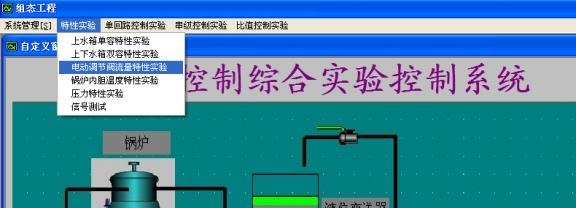 组态工程
系统管理[S] 特性实验 单回路控制实验 串级控制实验 比值控制实验
上水箱单容特性实验
上下水箱双容特性实验
电动调节阀流量特性实验
锅炉内胆温度特性实验
压力特性实验
信号测试
自定义窗
控制综合实验控制系统
锅炉
液位变送器